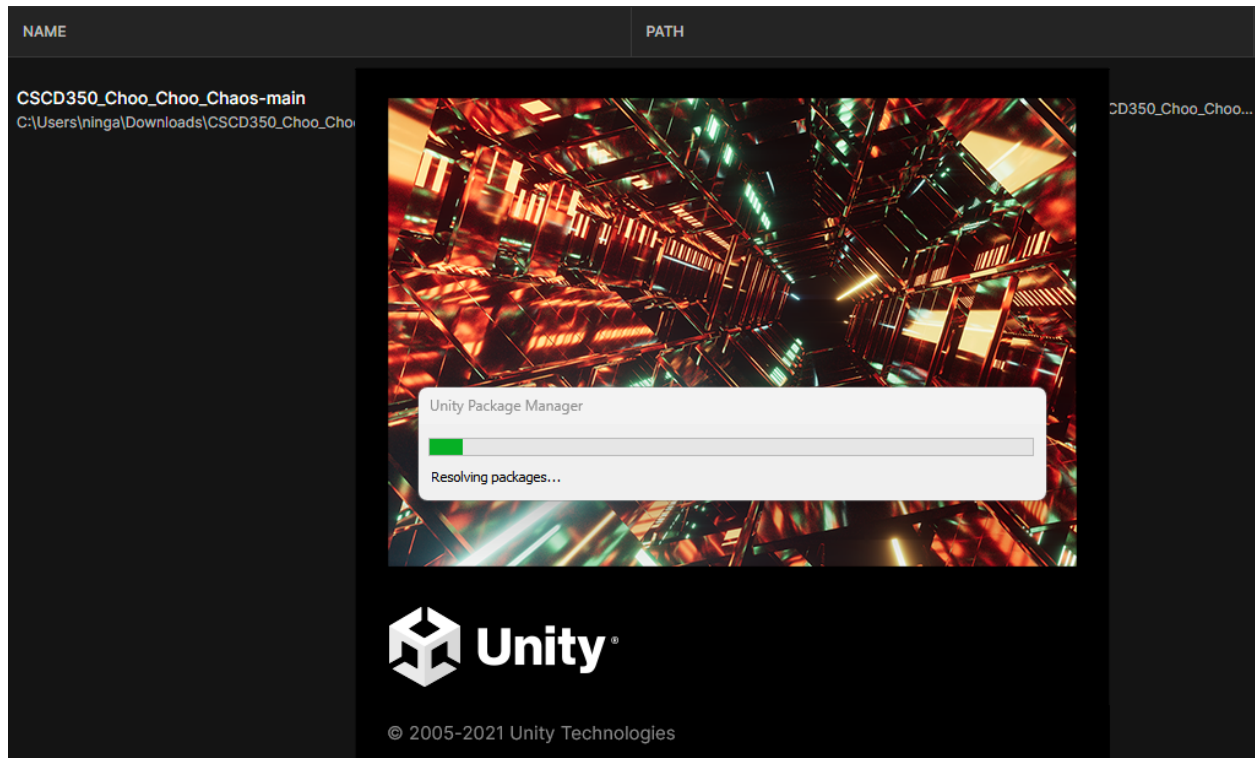 NAME
PATH
CSCD350_Choo_Choo_Chaos-main
C:\Users\ninga\Downloads\CSCD350_Choo_Cho
CD350_Choo_Choo...
Unity Package Manager
Resolving packages...
Unity®
© 2005-2021 Unity Technologies